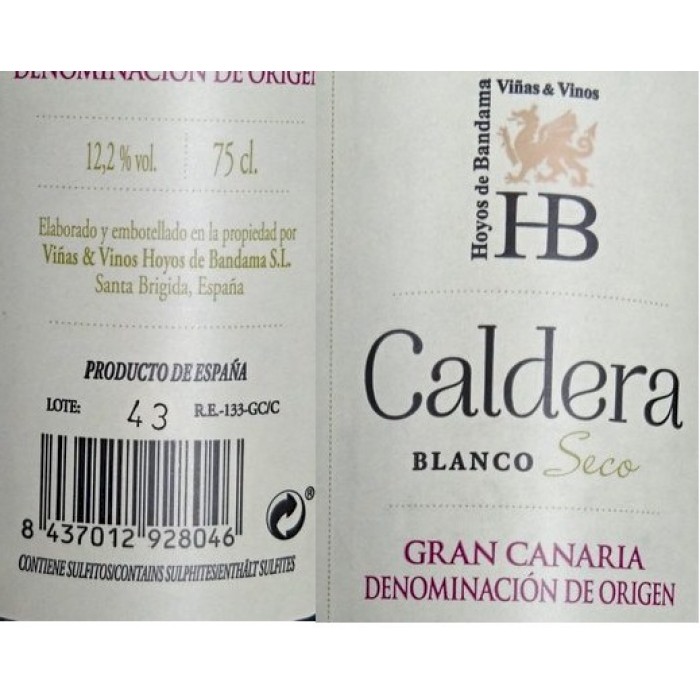 DENOMINACIÓN DE ORIGEN
12,2 % vol. 75 cl.
Elaborado y embotellado en la propiedad por
Viñas & Vinos Hoyos de Bandama S.L.
Santa Brigida, España
PRODUCTO DE ESPAÑA
LOTE: 43 R.E.-133-GC/C
8 437012 928046
®
CONTIENE SULFITOS/CONTAINS SULPHITES/ENTHÄLT SULFITES
Viñas & Vinos
Hoyos de Bandama
HB
Caldera
BLANCO Seco
GRAN CANARIA
DENOMINACIÓN DE ORIGEN